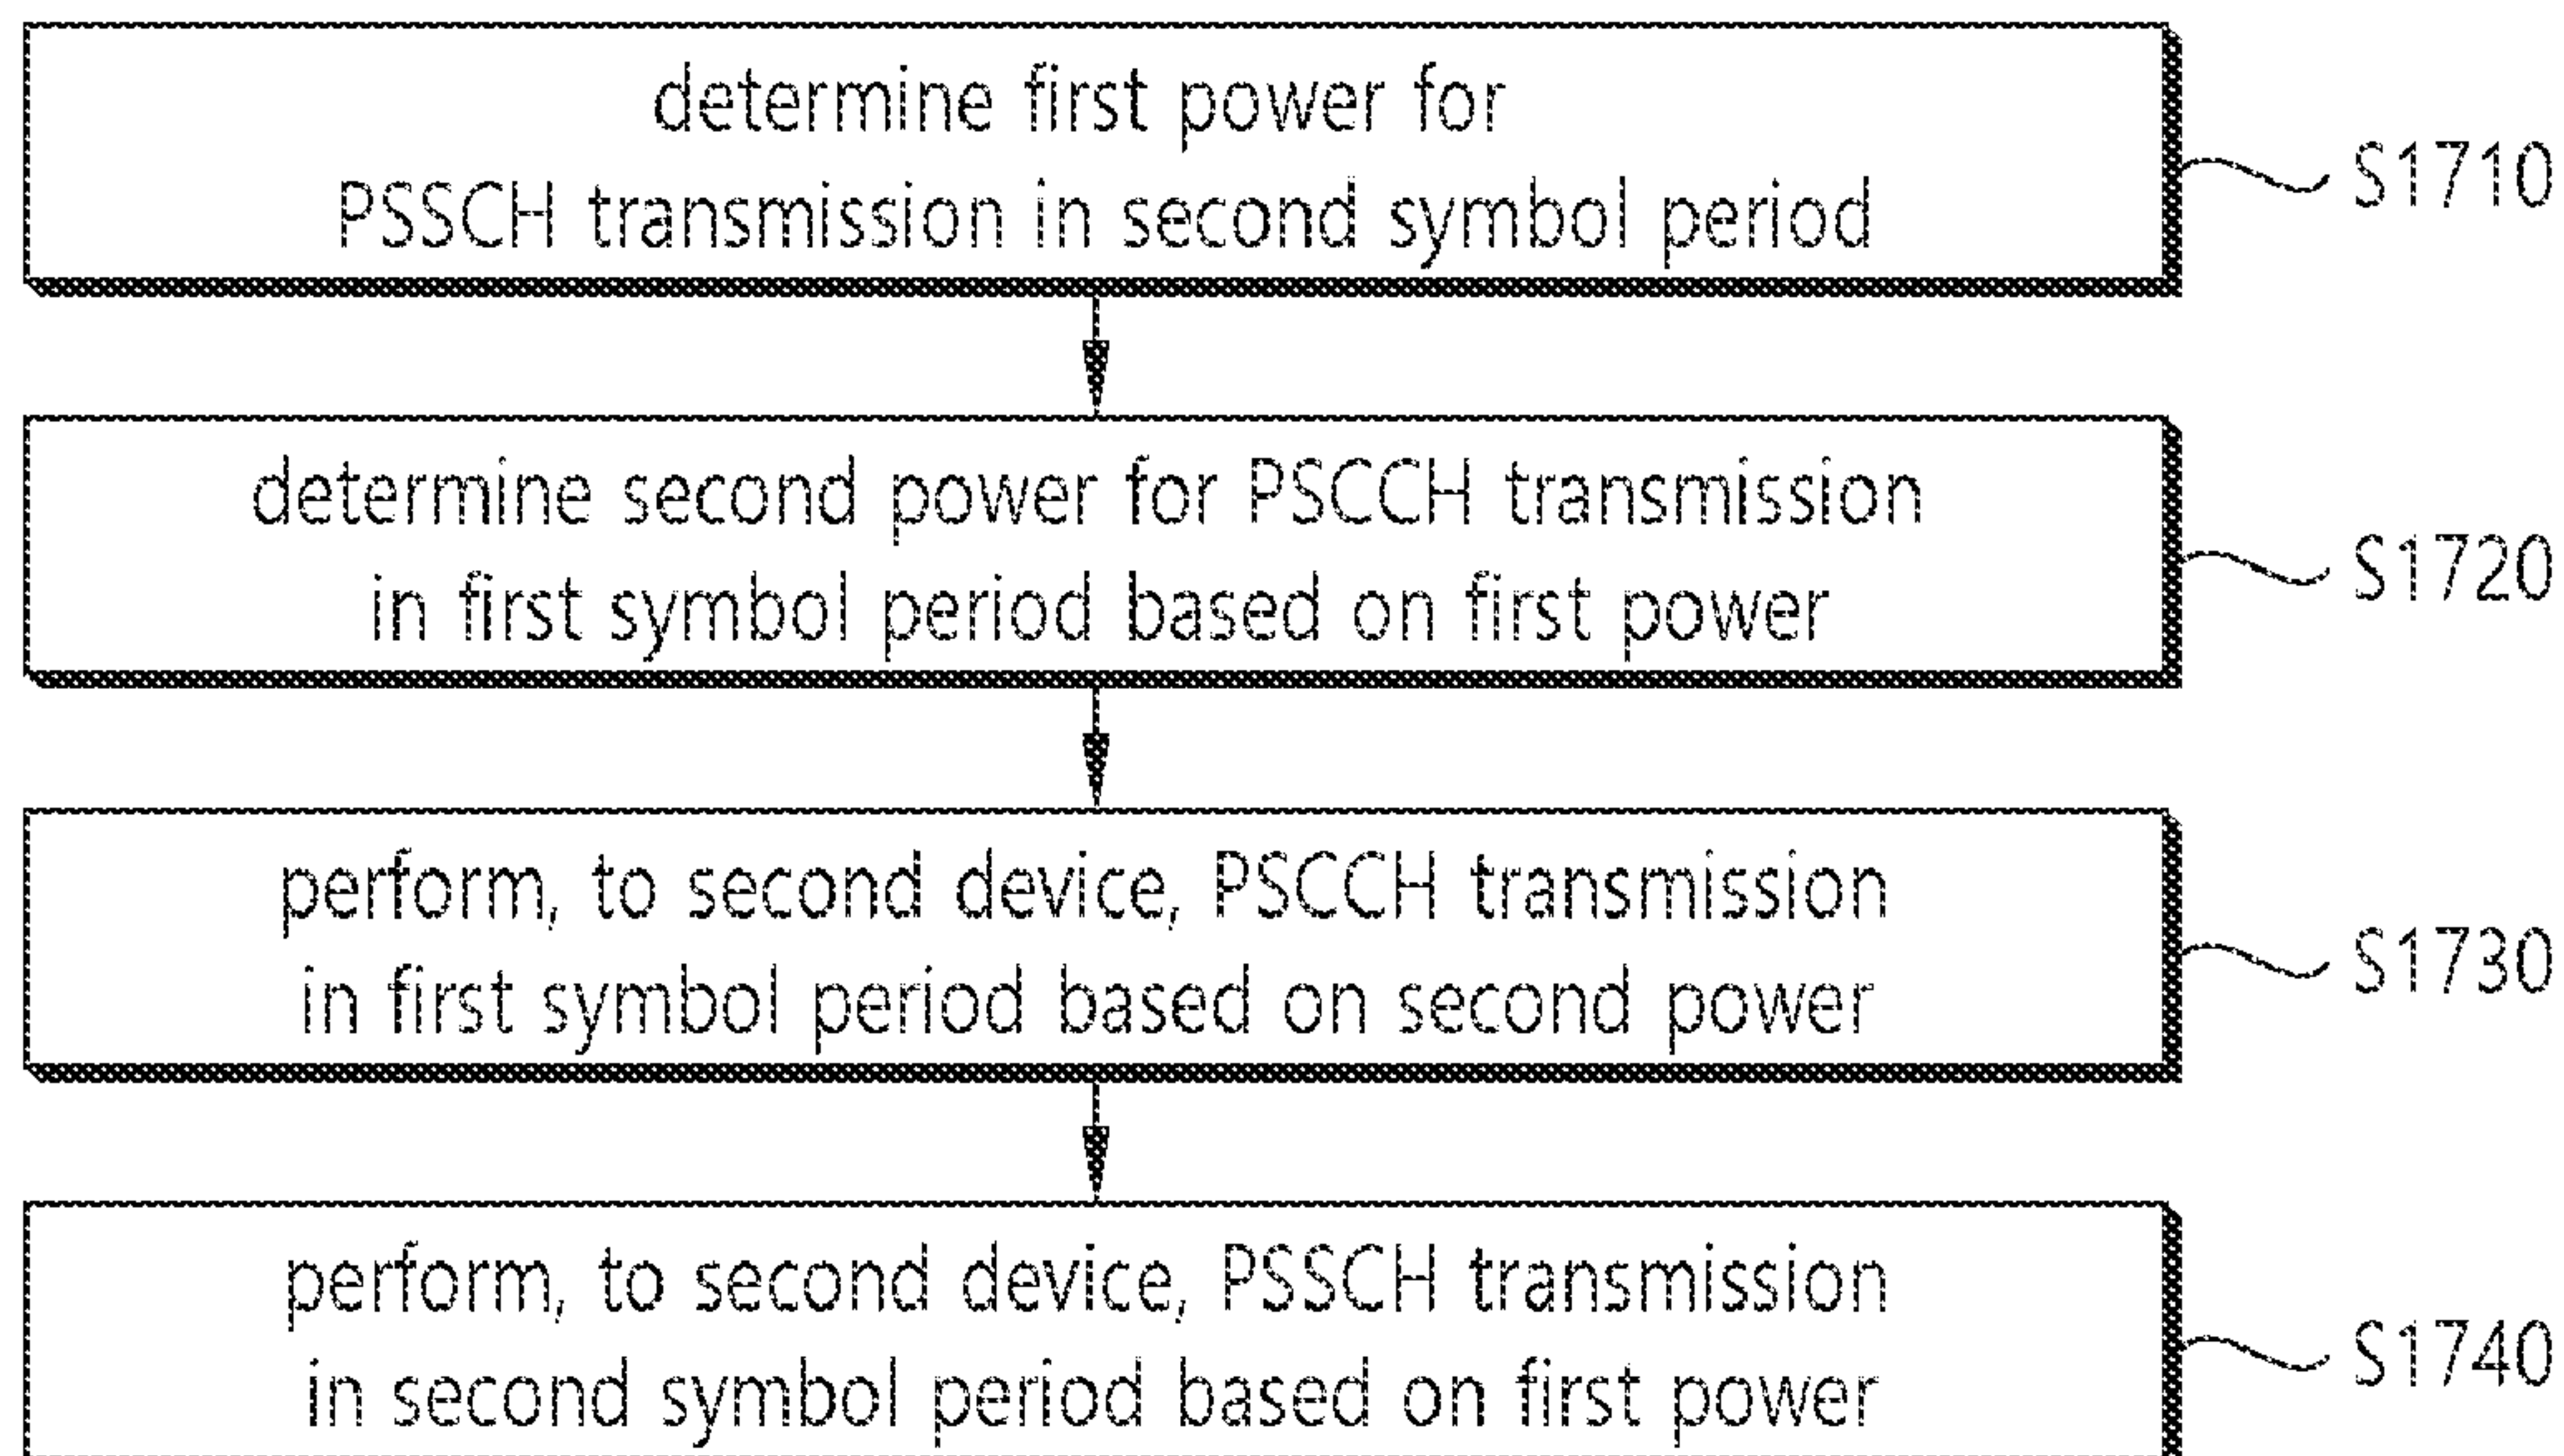 determine first power for
PSSCH transmission in second symbol period
S1710
determine second power for PSCCH transmission
in first symbol period based on first power
S1720
perform, to second device, PSCCH transmission
in first symbol period based on second power
S1730
perform, to second device, PSSCH transmission
in second symbol period based on first power
S1740